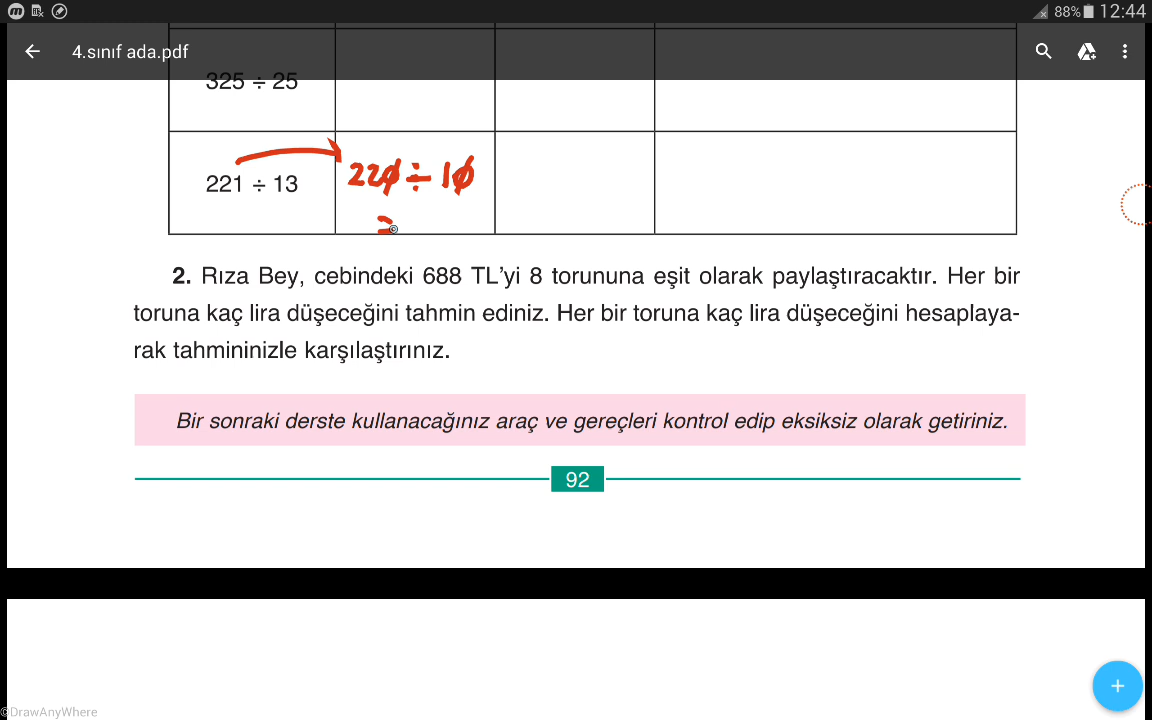 88% 12:44
4.sınıf ada.pdf
325 ÷ 25
221 ÷ 13
220 ÷ 10
=
2. Rıza Bey, cebindeki 688 TL’yi 8 torununa eşit olarak paylaştıracaktır. Her bir
toruna kaç lira düşeceğini tahmin ediniz. Her bir toruna kaç lira düşeceğini hesaplaya-
rak tahmininizle karşılaştırınız.
Bir sonraki derste kullanacağınız araç ve gereçleri kontrol edip eksiksiz olarak getiriniz.
92
©DrawAnyWhere